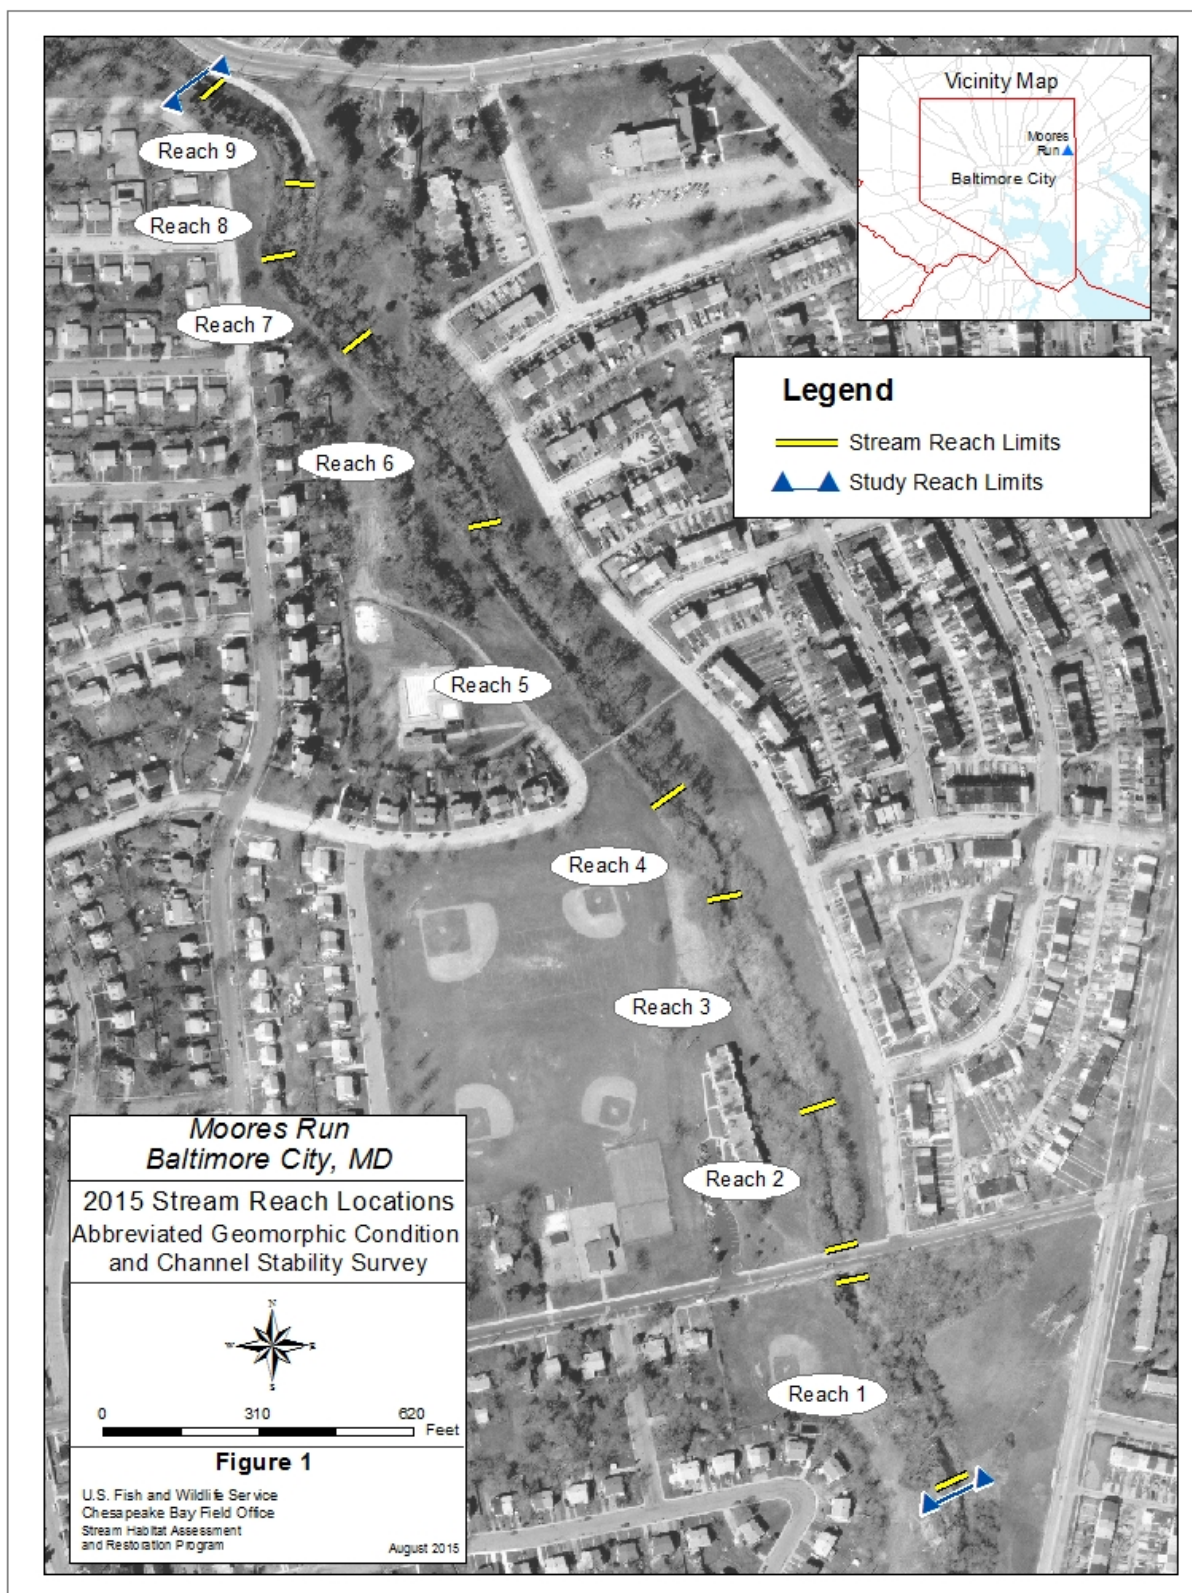 Vicinity Map
Moores
Run
Baltimore City
Legend
Stream Reach Limits
Study Reach Limits
Reach 9
Reach 8
Reach 7
Reach 6
Reach 5
Reach 4
Reach 3
Reach 2
Reach 1
Moores Run
Baltimore City, MD
2015 Stream Reach Locations
Abbreviated Geomorphic Condition
and Channel Stability Survey
N
W E
S
0 310 620
Feet
Figure 1
U.S. Fish and Wildlife Service
Chesapeake Bay Field Office
Stream Habitat Assessment
and Restoration Program
August 2015